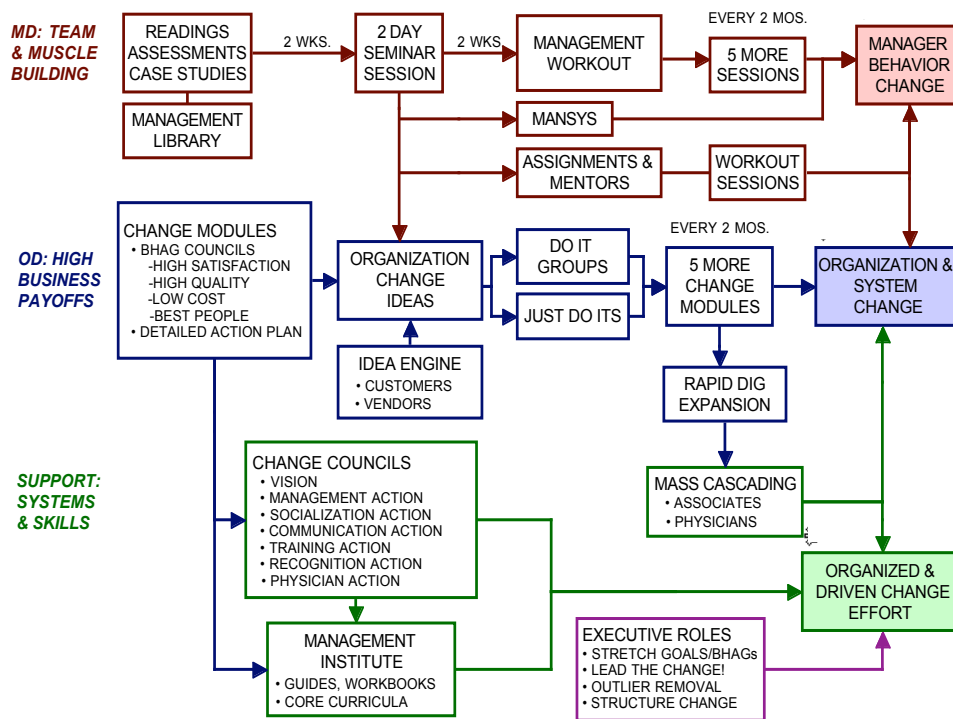 MD: TEAM
& MUSCLE
BUILDING
READINGS
ASSESSMENTS
CASE STUDIES
MANAGEMENT
LIBRARY
2 WKS.
2 DAY
SEMINAR
SESSION
2 WKS.
MANAGEMENT
WORKOUT
EVERY 2 MOS.
5 MORE
SESSIONS
MANAGER
BEHAVIOR
CHANGE
MANSYS
ASSIGNMENTS &
MENTORS
WORKOUT
SESSIONS
OD: HIGH
BUSINESS
PAYOFFS
CHANGE MODULES
• BHAG COUNCILS
-HIGH SATISFACTION
-HIGH QUALITY
-LOW COST
-BEST PEOPLE
• DETAILED ACTION PLAN
ORGANIZATION
CHANGE
IDEAS
IDEA ENGINE
• CUSTOMERS
• VENDORS
DO IT
GROUPS
JUST DO ITS
EVERY 2 MOS.
5 MORE
CHANGE
MODULES
ORGANIZATION &
SYSTEM
CHANGE
RAPID DIG
EXPANSION
SUPPORT:
SYSTEMS
& SKILLS
CHANGE COUNCILS
• VISION
• MANAGEMENT ACTION
• SOCIALIZATION ACTION
• COMMUNICATION ACTION
• TRAINING ACTION
• RECOGNITION ACTION
• PHYSICIAN ACTION
MASS CASCADING
• ASSOCIATES
• PHYSICIANS
ORGANIZED &
DRIVEN CHANGE
EFFORT
MANAGEMENT
INSTITUTE
• GUIDES, WORKBOOKS
• CORE CURRICULA
EXECUTIVE ROLES
• STRETCH GOALS/BHAGs
• LEAD THE CHANGE!
• OUTLIER REMOVAL
• STRUCTURE CHANGE